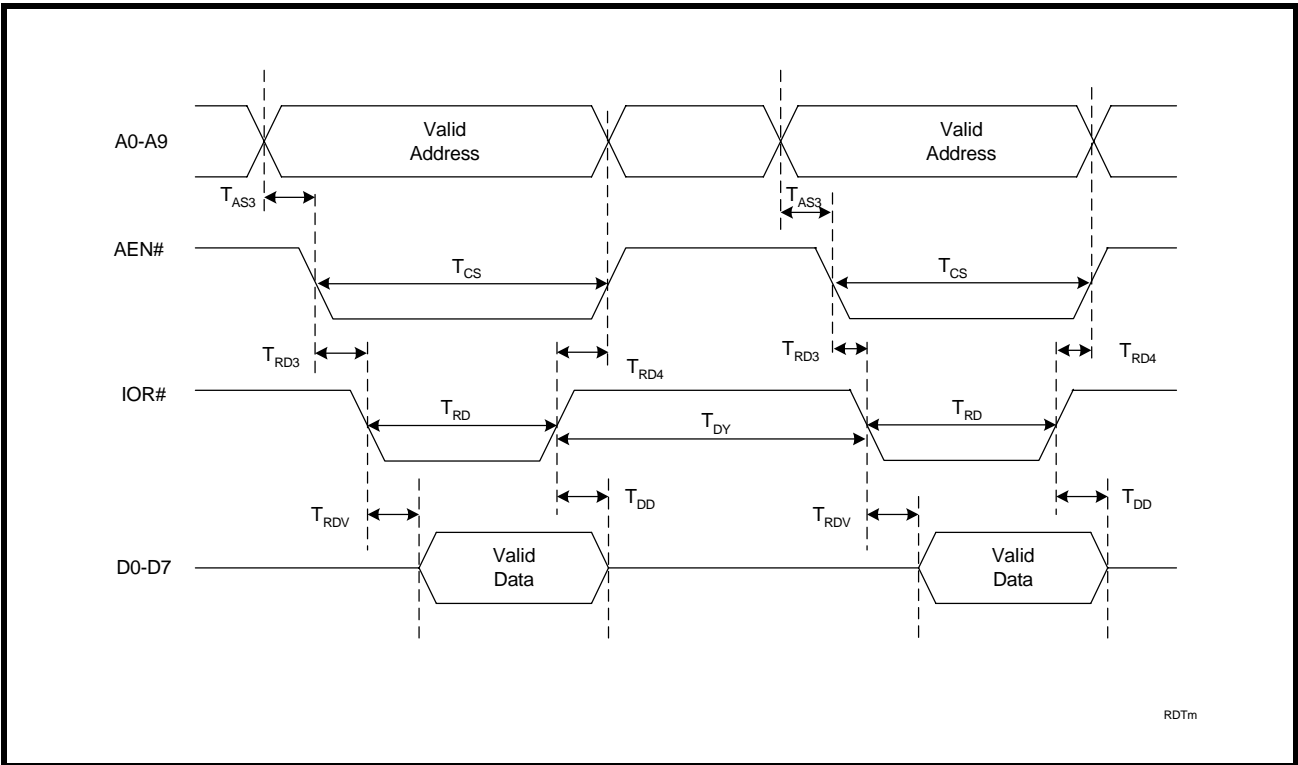 A0-A9
Valid
Address
Valid
Address
TAS3
TAS3
AEN#
TCS
TCS
TRD3
TRD4
TRD3
TRD4
IOR#
TRD
TDY
TRD
TRDV
TDD
TRDV
TDD
D0-D7
Valid
Data
Valid
Data
RDTm